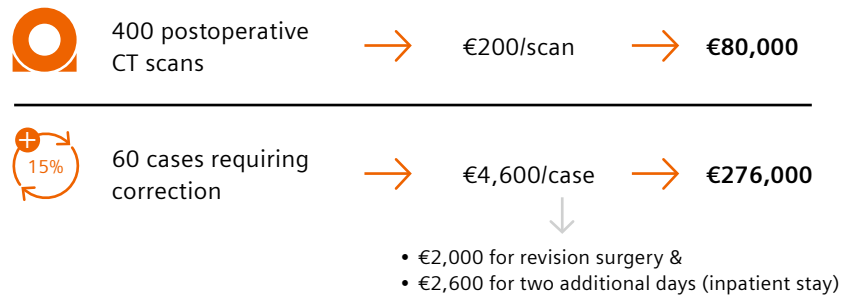 400 postoperative
CT scans
€200/scan
€80,000
15%
60 cases requiring
correction
€4,600/case
€276,000
• €2,000 for revision surgery &
• €2,600 for two additional days (inpatient stay)